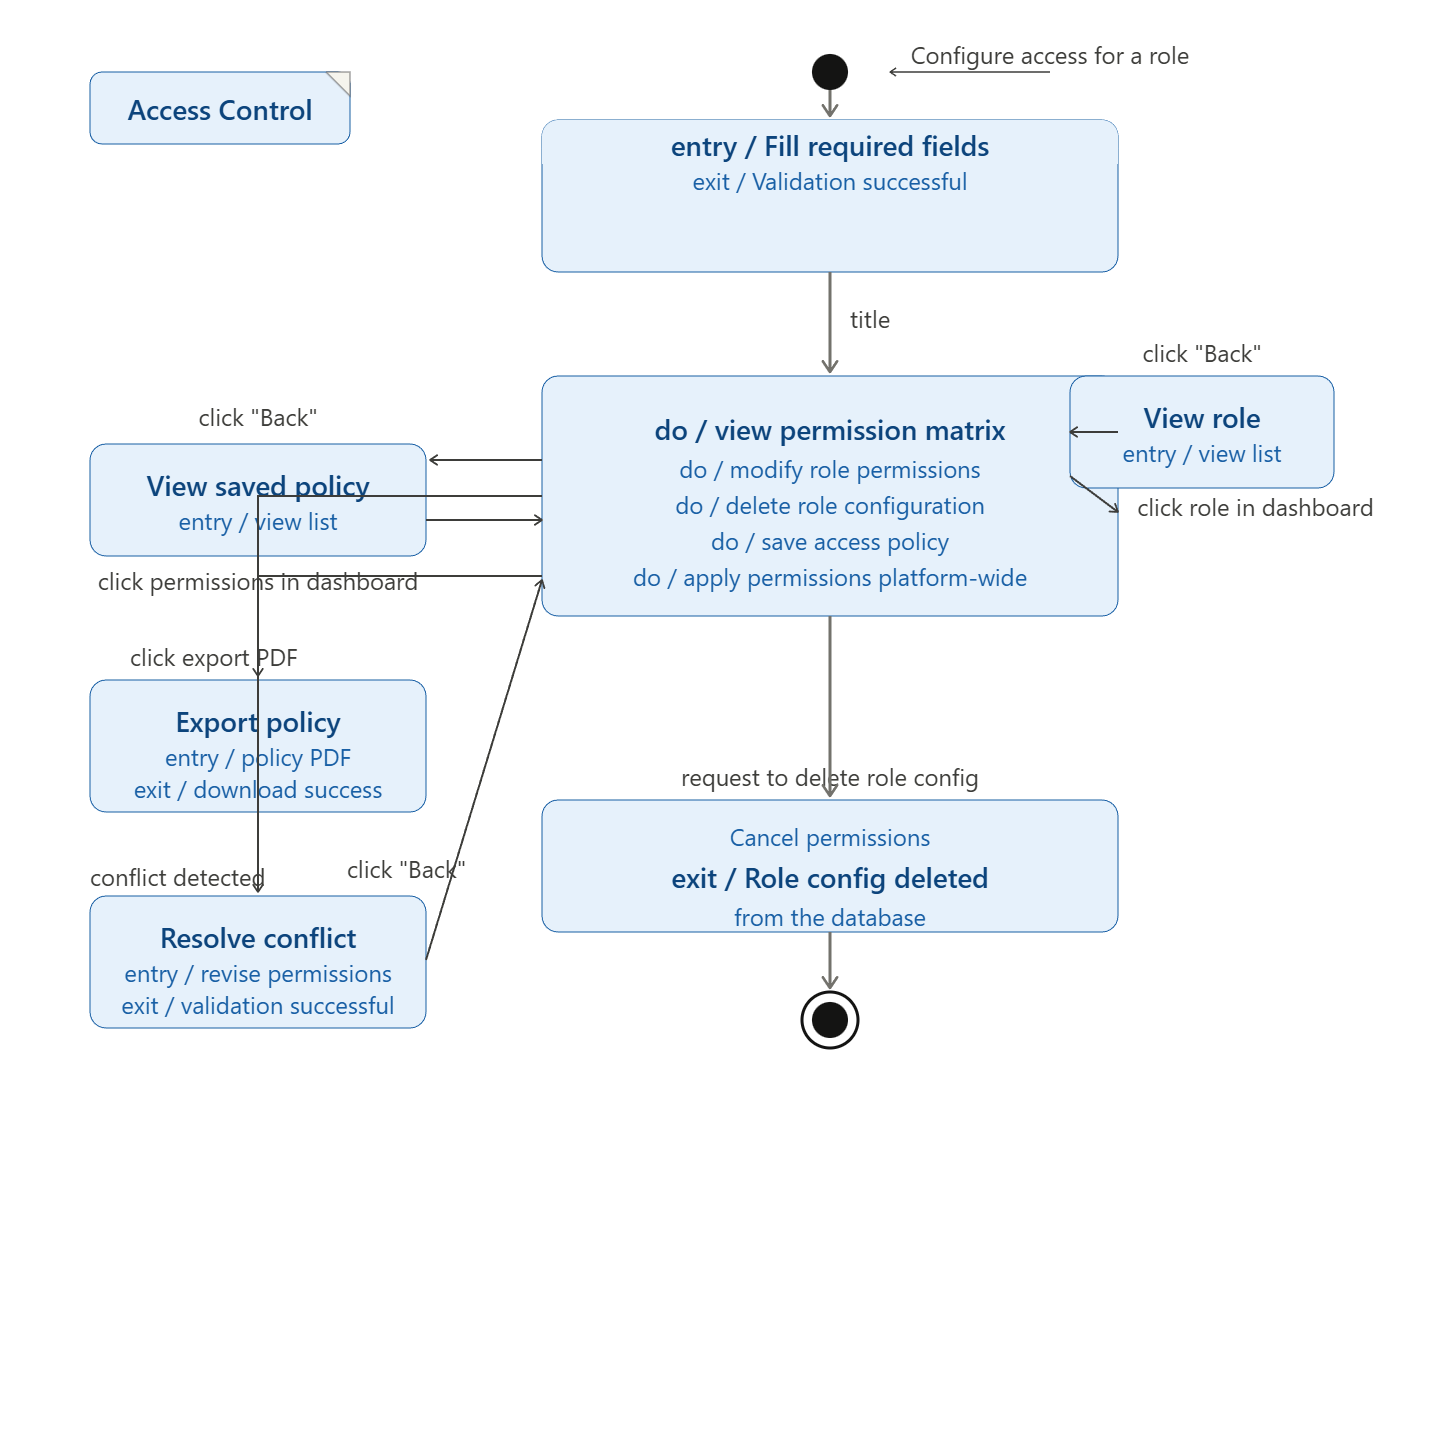 Configure access for a role
Access Control
entry / Fill required fields
exit / Validation successful
title
click "Back"
View role
entry / view list
click role in dashboard
click "Back"
View saved policy
entry / view list
click permissions in dashboard
do / view permission matrix
do / modify role permissions
do / delete role configuration
do / save access policy
do / apply permissions platform-wide
click export PDF
Export policy
entry / policy PDF
exit / download success
request to delete role config
Cancel permissions
exit / Role config deleted
from the database
conflict detected
click "Back"
Resolve conflict
entry / revise permissions
exit / validation successful